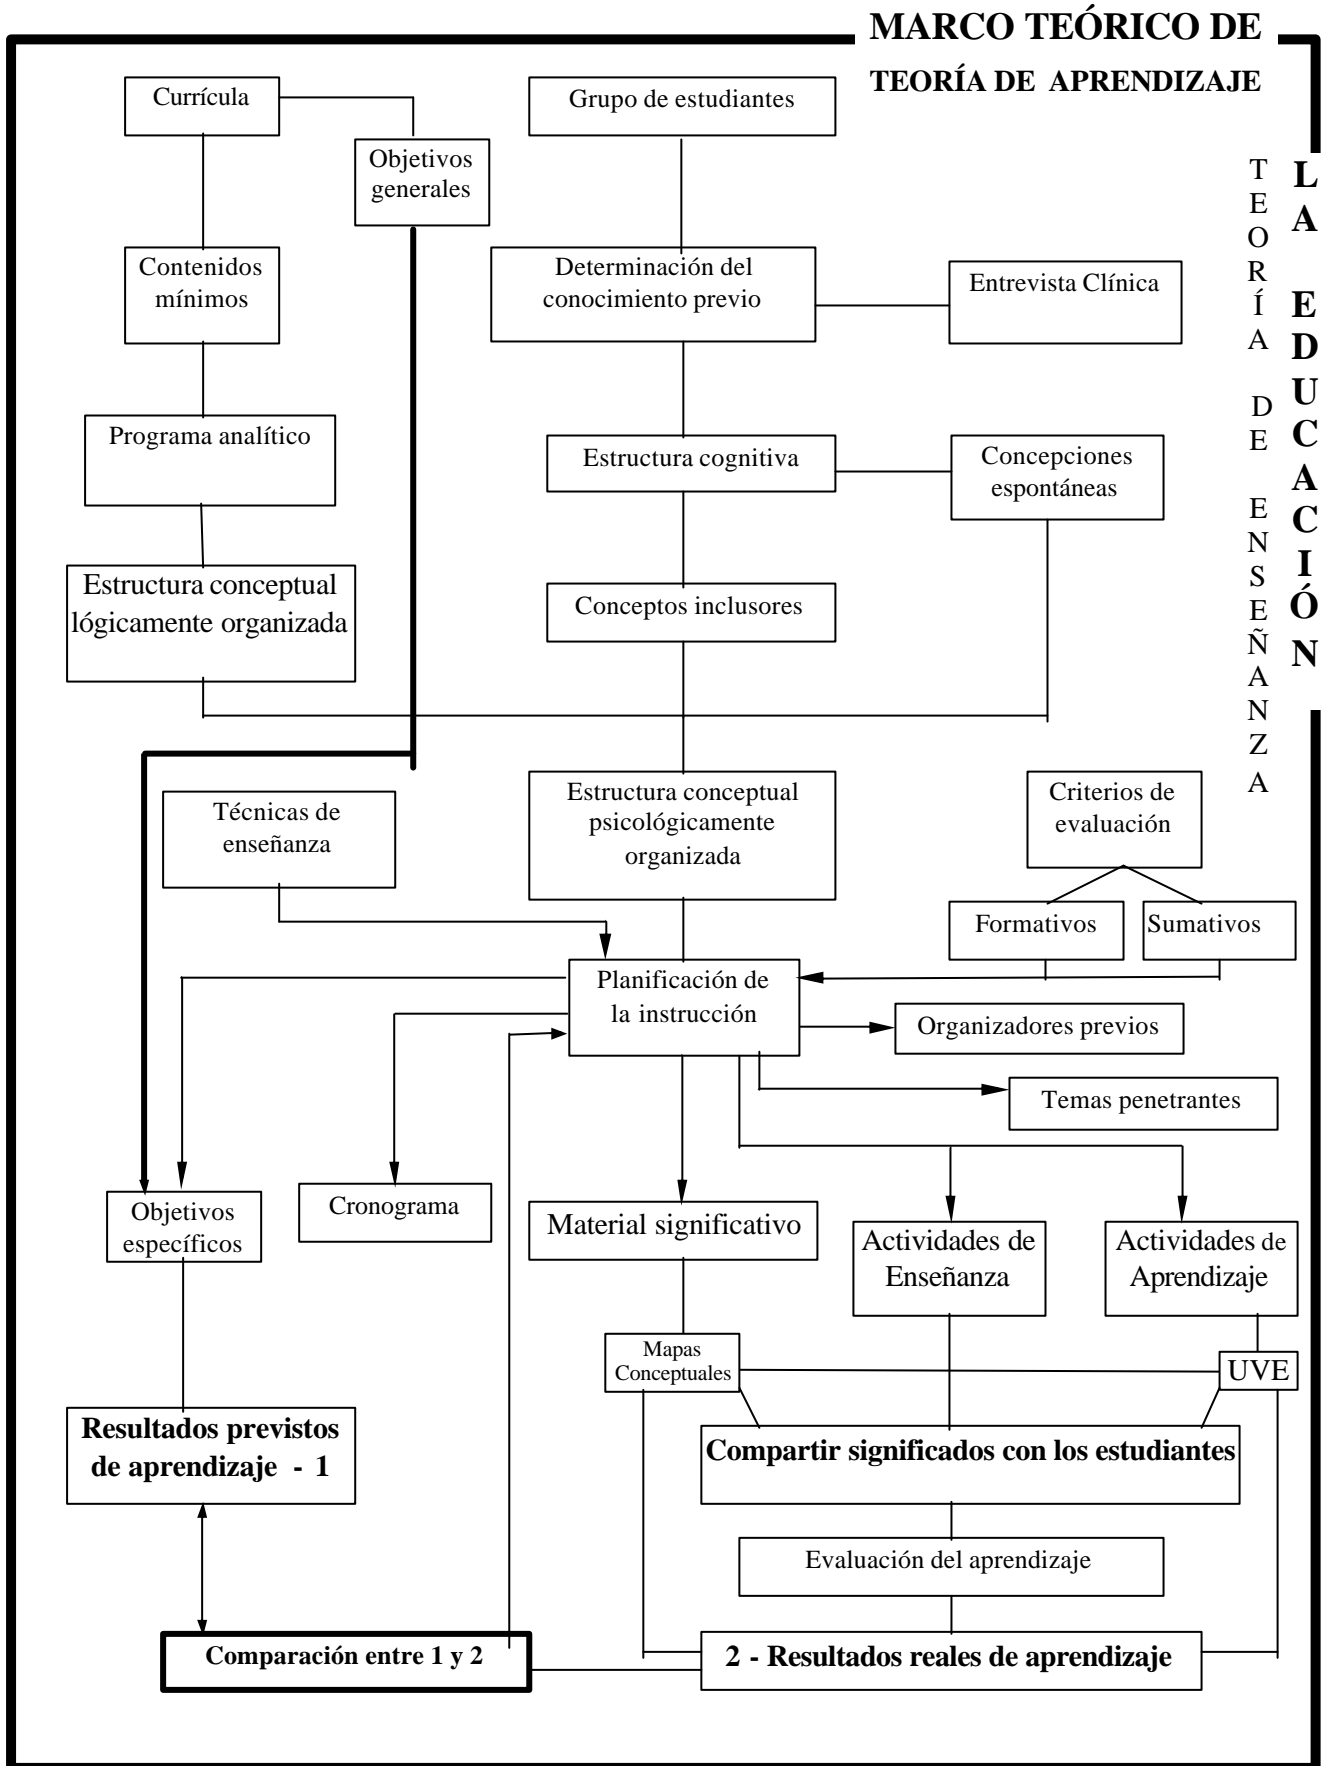 MARCO TEÓRICO DE
TEORÍA DE APRENDIZAJE
LA EDUCACIÓN
TEORÍA DE ENSEÑANZA
Currícula
Grupo de estudiantes
Objetivos
generales
Contenidos
mínimos
Determinación del
conocimiento previo
Entrevista Clínica
Programa analítico
Estructura cognitiva
Concepciones
espontáneas
Estructura conceptual
lógicamente organizada
Conceptos inclusores
Técnicas de
enseñanza
Estructura conceptual
psicológicamente
organizada
Criterios de
evaluación
Formativos
Sumativos
Planificación de
la instrucción
Organizadores previos
Temas penetrantes
Objetivos
específicos
Cronograma
Material significativo
Actividades de
Enseñanza
Actividades de
Aprendizaje
Mapas
Conceptuales
UVE
Resultados previstos
de aprendizaje - 1
Compartir significados con los estudiantes
Evaluación del aprendizaje
Comparación entre 1 y 2
2 - Resultados reales de aprendizaje